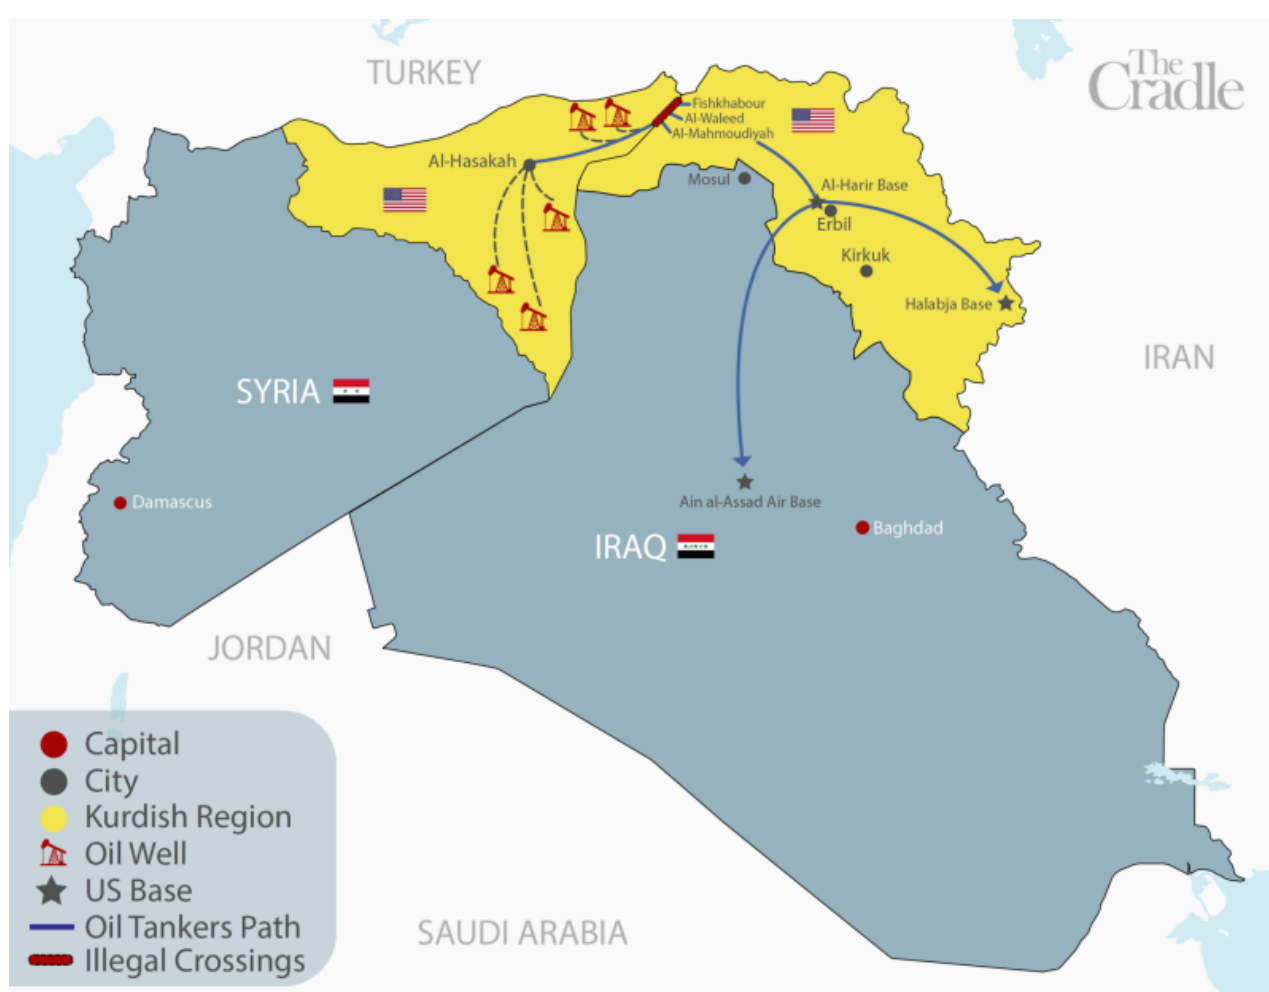 TURKEY
The
Cradle
Fishkhabour
Al-Waleed
Al-Mahmoudiyah
Al-Hasakah
Mosul
Al-Harir Base
Erbil
Kirkuk
Halabja Base
IRAN
SYRIA
Damascus
Ain al-Assad Air Base
IRAQ
Baghdad
JORDAN
SAUDI ARABIA
Capital
City
Kurdish Region
Oil Well
US Base
Oil Tankers Path
Illegal Crossings